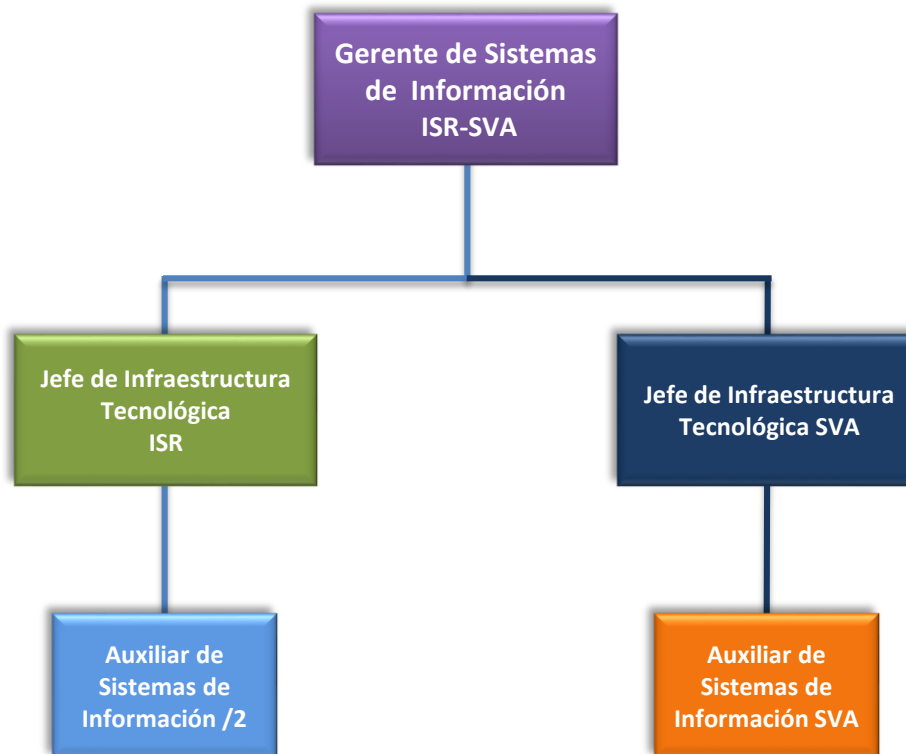 Gerente de Sistemas
de Información
ISR-SVA
Jefe de Infraestructura
Tecnológica
ISR
Jefe de Infraestructura
Tecnológica SVA
Auxiliar de
Sistemas de
Información /2
Auxiliar de
Sistemas de
Información SVA